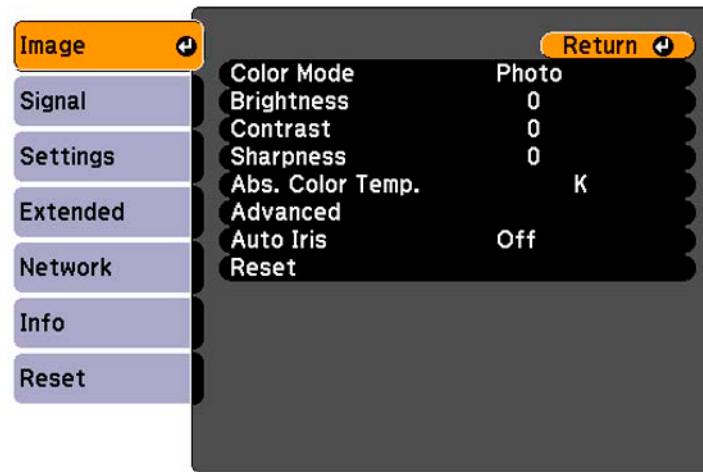 Image
Signal
Settings
Extended
Network
Info
Reset
Return
Color Mode Photo
Brightness 0
Contrast 0
Sharpness 0
Abs. Color Temp. K
Advanced
Auto Iris Off
Reset